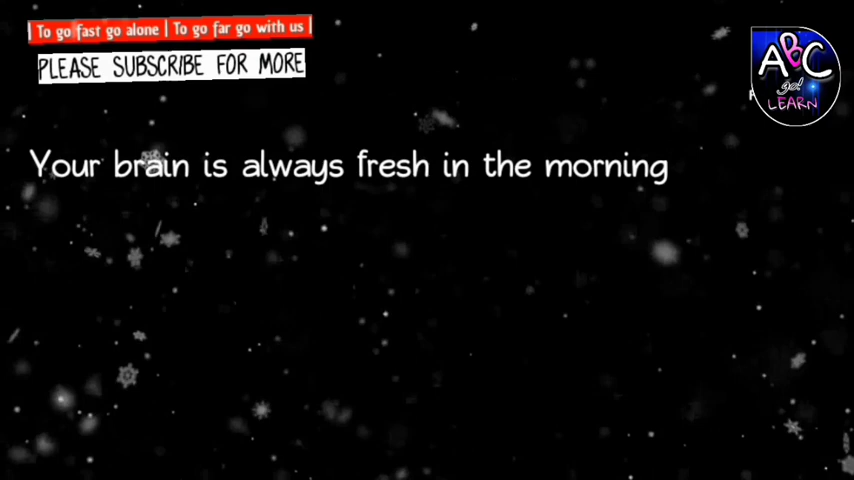 | To go fast go alone | To go far go with us |
PLEASE SUBSCRIBE FOR MORE
ABC
go!
LEARN
Your brain is always fresh in the morning